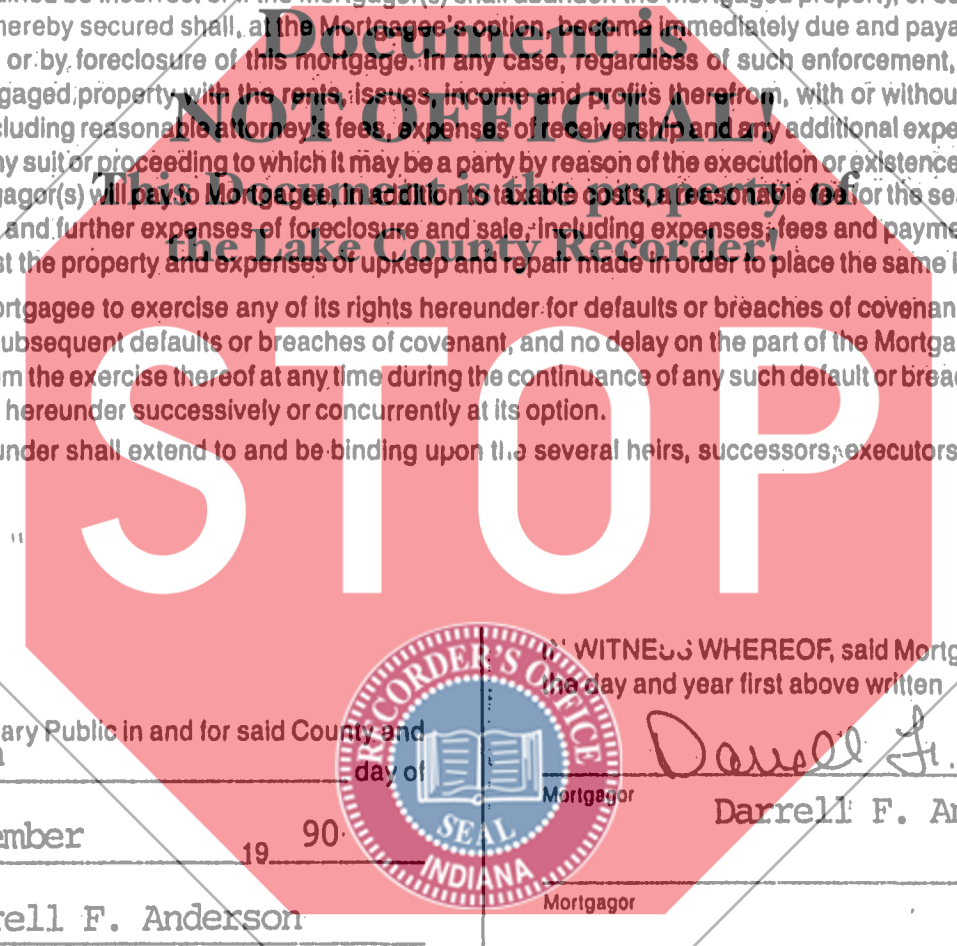 hereby secured shall, at the Mortgagee's option, become immediately due and paya
Document is
or by foreclosure of this mortgage. In any case, regardless of such enforcement,
gaged property with the rents, issues, income and profits therefrom, with or withou
NOT OFFICIAL!
luding reasonable attorney's fees, expenses of receivership and any additional expe
ny suit or proceeding to which it may be a party by reason of the execution or existence
This Document is the property of
gagor(s) will pay to Mortgagee, in addition to taxable costs, a reasonable fee for the se
and further expenses of foreclosure and sale, including expenses, fees and payme
the Lake County Recorder!
st the property and expenses of upkeep and repair made in order to place the same i
ortgagee to exercise any of its rights hereunder for defaults or breaches of covenan
ubsequent defaults or breaches of covenant, and no delay on the part of the Mortga
m the exercise thereof at any time during the continuance of any such default or brea
hereunder successively or concurrently at its option.
under shall extend to and be binding upon the several heirs, successors, executors
STOP
IN WITNESS WHEREOF, said Mortg
the day and year first above written
ary Public in and for said County and
day of
RECORDER'S OFFICE
SEAL
INDIANA
Darrell F.
Mortgagor
Darrell F. An
ember 19 90
Mortgagor
rell F. Anderson